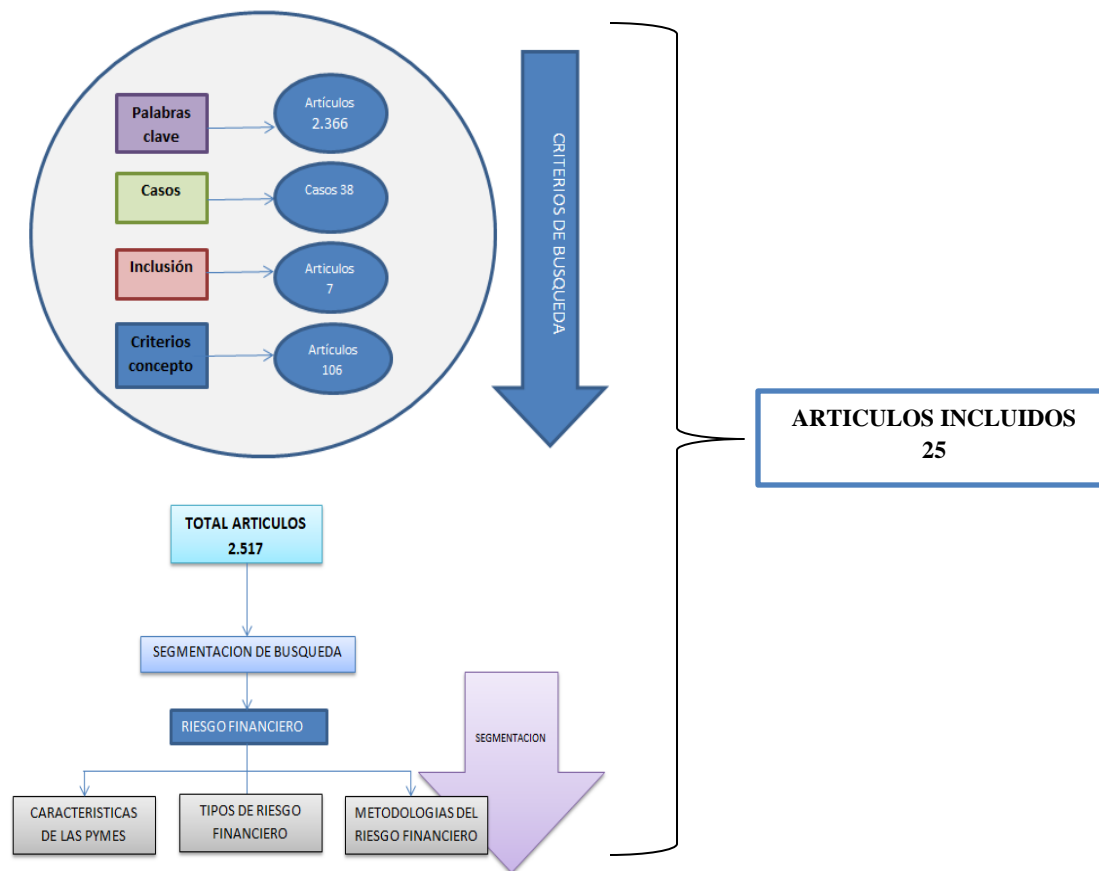 Palabras
clave
Artículos
2.366
Casos
Casos 38
Inclusión
Articulos
7
Criterios
concepto
Artículos
106
CRITERIOS DE BUSQUEDA
ARTICULOS INCLUIDOS
25
TOTAL ARTICULOS
2.517
SEGMENTACION DE BUSQUEDA
RIESGO FINANCIERO
SEGMENTACION
CARACTERISTICAS
DE LAS PYMES
TIPOS DE RIESGO
FINANCIERO
METODOLOGIAS DEL
RIESGO FINANCIERO